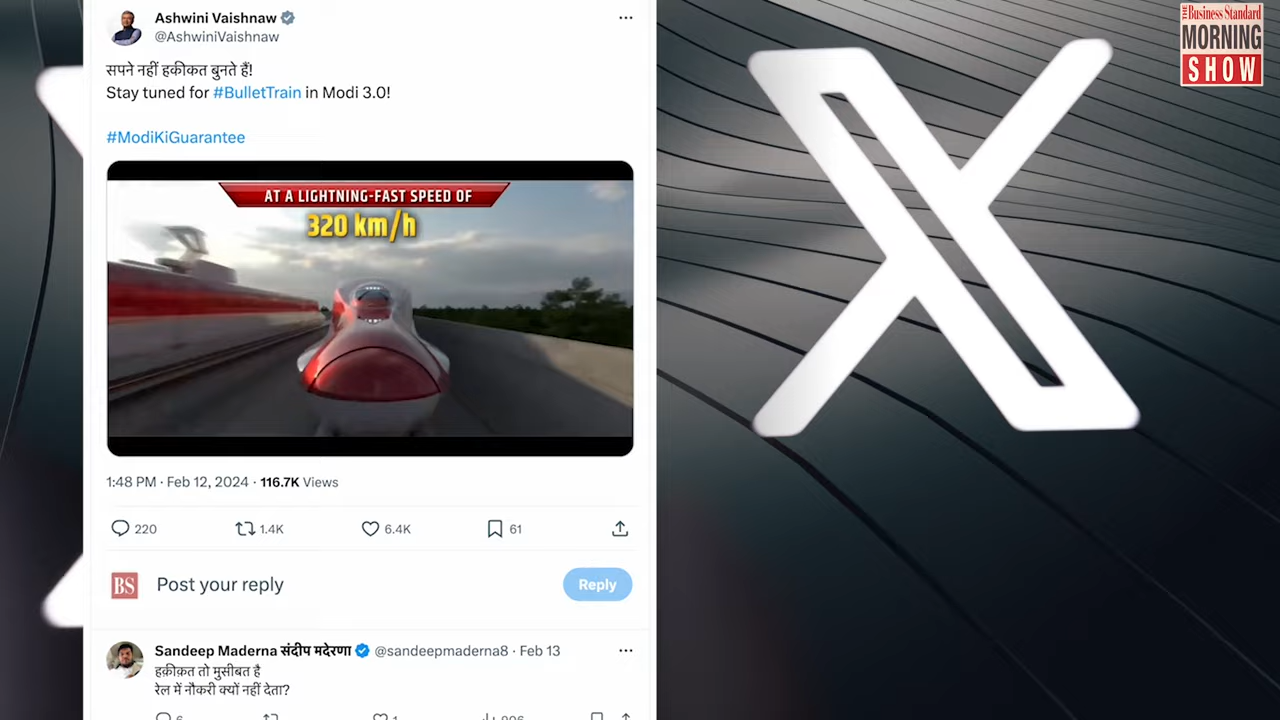 Ashwini Vaishnaw
@AshwiniVaishnaw
सपने नहीं हकीकत बुनते हैं!
Stay tuned for #BulletTrain in Modi 3.0!
#ModiKiGuarantee
AT A LIGHTNING-FAST SPEED OF
320 km/h
1:48 PM · Feb 12, 2024 · 116.7K Views
220 1.4K 6.4K 61
BS Post your reply Reply
Sandeep Maderna संदीप मदेरणा @sandeepmaderna8 · Feb 13
हक़ीक़त तो मुसीबत है
रेल में नौकरी क्यों नहीं देता?
THE Business Standard
MORNING
SHOW